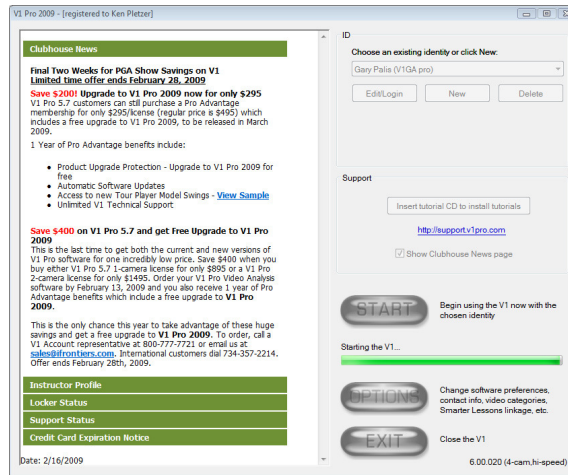 V1 Pro 2009 - [registered to Ken Pletzer]
Clubhouse News
Final Two Weeks for PGA Show Savings on V1
Limited time offer ends February 28, 2009
Save $200! Upgrade to V1 Pro 2009 now for only $295
V1 Pro 5.7 customers can still purchase a Pro Advantage
membership for only $295/license (regular price is $495) which
includes a free upgrade to V1 Pro 2009, to be released in March
2009.
1 Year of Pro Advantage benefits include:
• Product Upgrade Protection - Upgrade to V1 Pro 2009 for
free
• Automatic Software Updates
• Access to new Tour Player Model Swings - View Sample
• Unlimited V1 Technical Support
Save $400 on V1 Pro 5.7 and get Free Upgrade to V1 Pro
2009
This is the last time to get both the current and new versions of
V1 Pro software for one incredibly low price. Save $400 when you
buy either V1 Pro 5.7 1-camera license for only $895 or a V1 Pro
2-camera license for only $1495. Order your V1 Pro Video Analysis
software by February 13, 2009 and you also receive 1 year of Pro
Advantage benefits which include a free upgrade to V1 Pro
2009.
This is the only chance this year to take advantage of these huge
savings and get a free upgrade to V1 Pro 2009. To order, call a
V1 Account representative at 800-777-7721 or email us at
sales@ifrontiers.com. International customers dial 734-357-2214.
Offer ends February 28th, 2009.
Instructor Profile
Locker Status
Support Status
Credit Card Expiration Notice
Date: 2/16/2009
ID
Choose an existing identity or click New:
Gary Palis (V1GA pro)
Edit/Login New Delete
Support
Insert tutorial CD to install tutorials
http://support.v1pro.com
Show Clubhouse News page
START
Begin using the V1 now with the
chosen identity
Starting the V1...
OPTIONS
Change software preferences,
contact info, video categories,
Smarter Lessons linkage, etc.
EXIT
Close the V1
6.00.020 (4-cam,hi-speed)